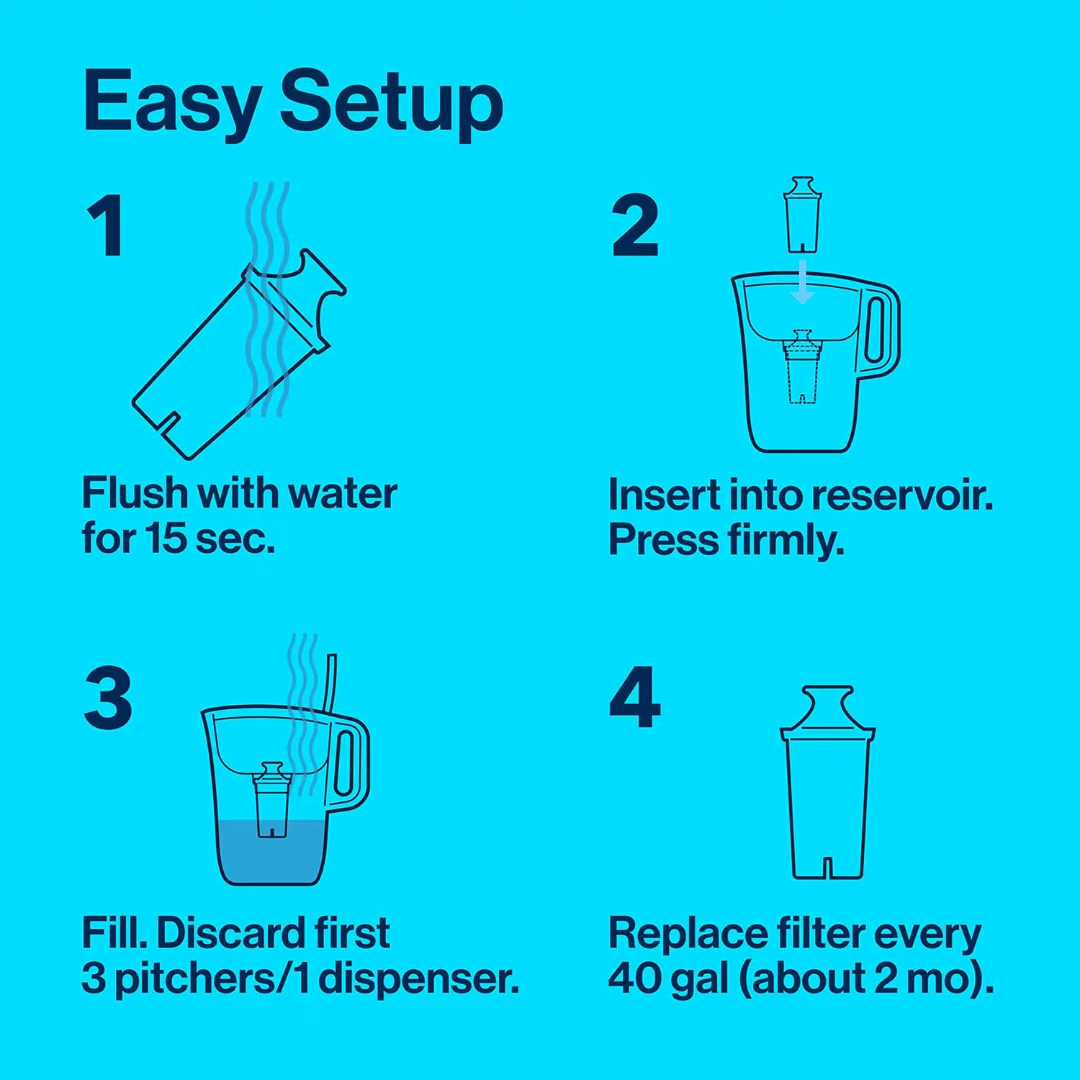 Easy Setup
1
Flush with water
for 15 sec.
2
Insert into reservoir.
Press firmly.
3
Fill. Discard first
3 pitchers/1 dispenser.
4
Replace filter every
40 gal (about 2 mo).